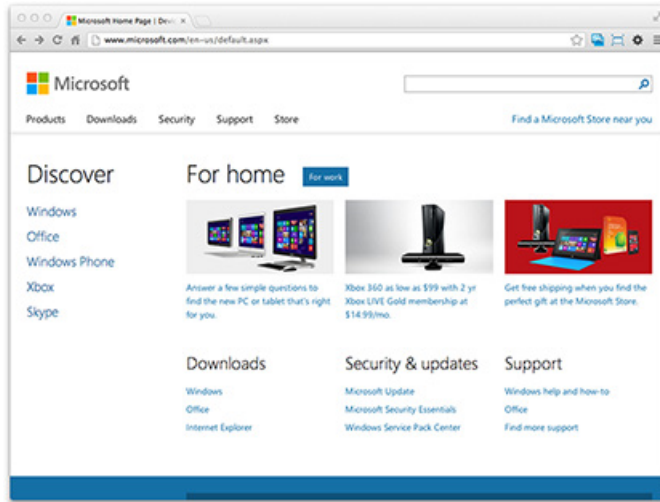 Microsoft Home Page | Devi
www.microsoft.com/en-us/default.aspx
Microsoft
Products Downloads Security Support Store
Find a Microsoft Store near you
Discover
Windows
Office
Windows Phone
Xbox
Skype
For home
For work
Answer a few simple questions to
find the new PC or tablet that's right
for you.
Xbox 360 as low as $99 with 2 yr
Xbox LIVE Gold membership at
$14.99/mo.
Get free shipping when you find the
perfect gift at the Microsoft Store.
Downloads
Windows
Office
Internet Explorer
Security & updates
Microsoft Update
Microsoft Security Essentials
Windows Service Pack Center
Support
Windows help and how-to
Office
Find more support